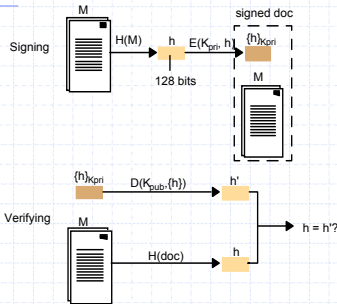 signed doc
M
Signing
H(M)
h
E(Kpri, h)
{h}Kpri
128 bits
M
{h}Kpri
D(Kpub,{h})
h'
Verifying
M
h = h'?
H(doc)
h